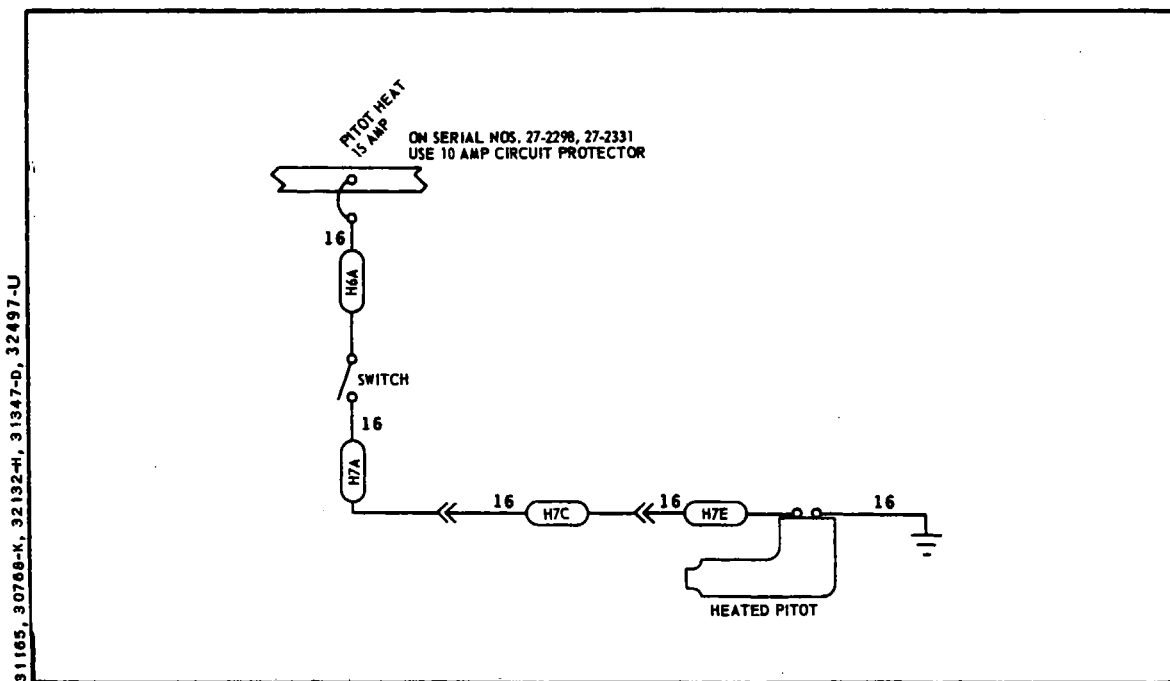 PITOT HEAT
15 AMP
ON SERIAL NOS. 27-2298, 27-2331
USE 10 AMP CIRCUIT PROTECTOR
16
H6A
SWITCH
16
H7A
16
H7C
16
H7E
16
HEATED PITOT
31165, 30768-K, 32132-H, 31347-D, 32497-U